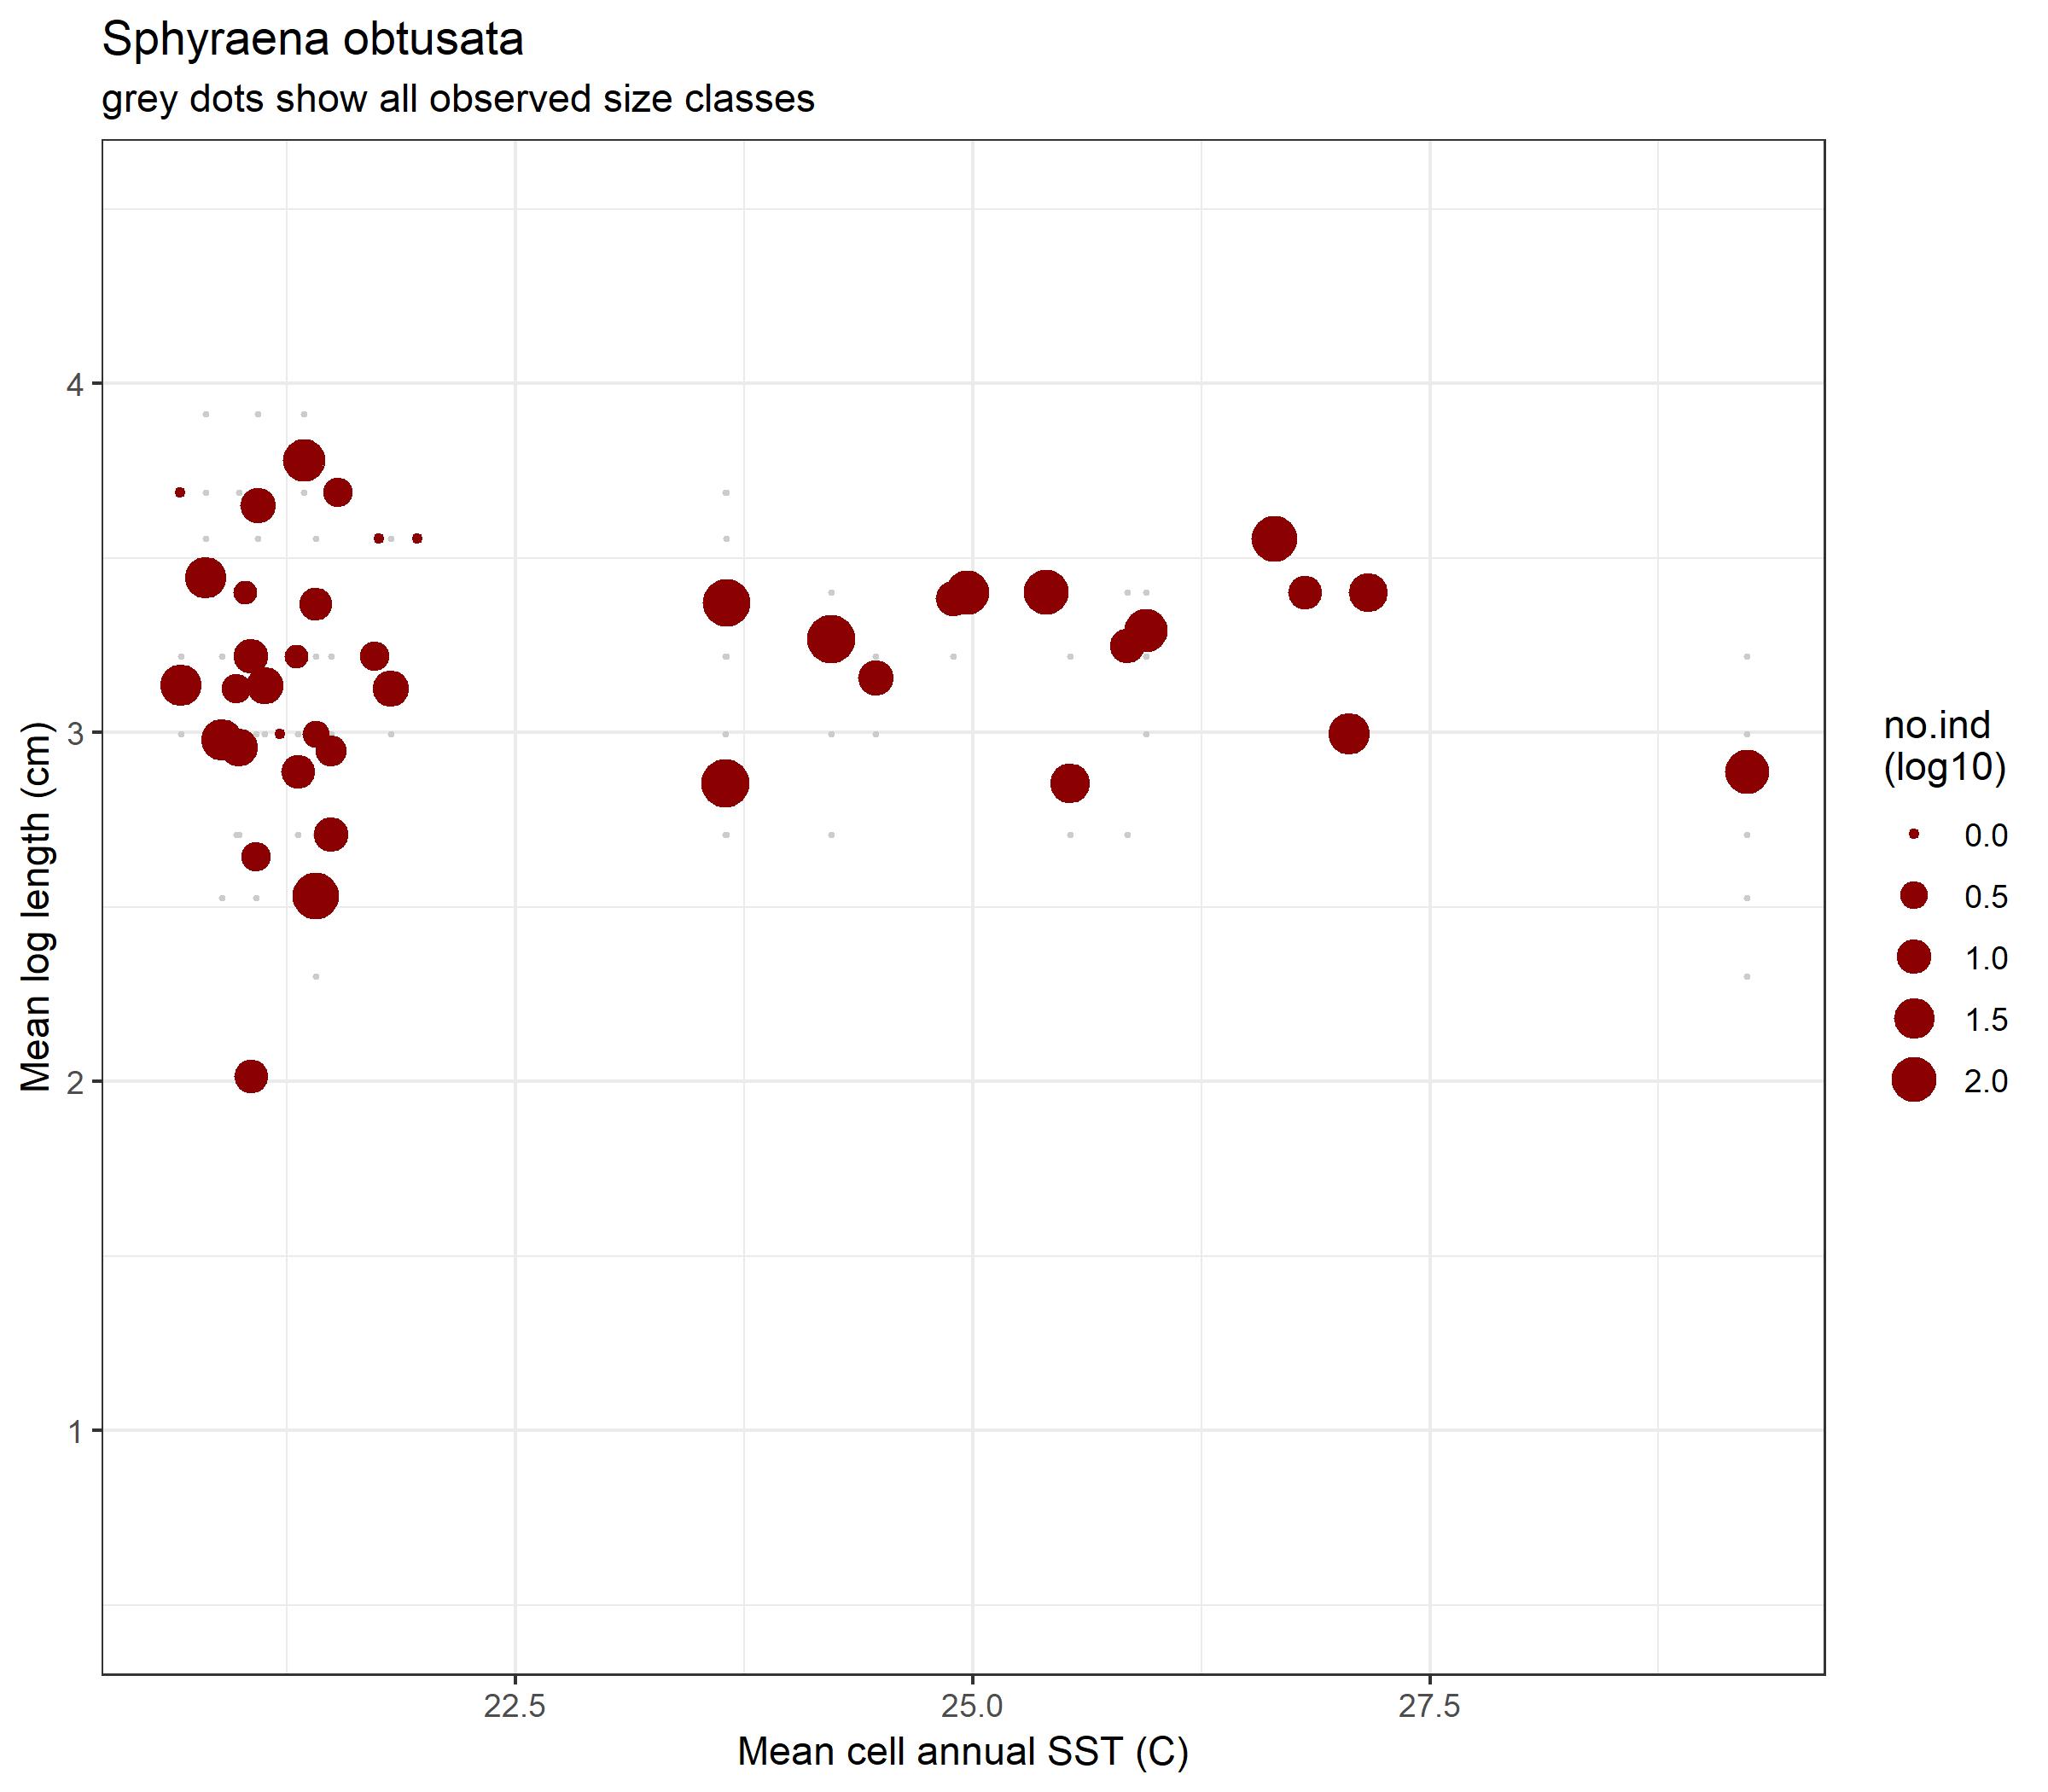 Sphyraena obtusata
grey dots show all observed size classes
Mean log length (cm)
4
3
2
1
22.5
25.0
27.5
Mean cell annual SST (C)
no.ind
(log10)
0.0
0.5
1.0
1.5
2.0